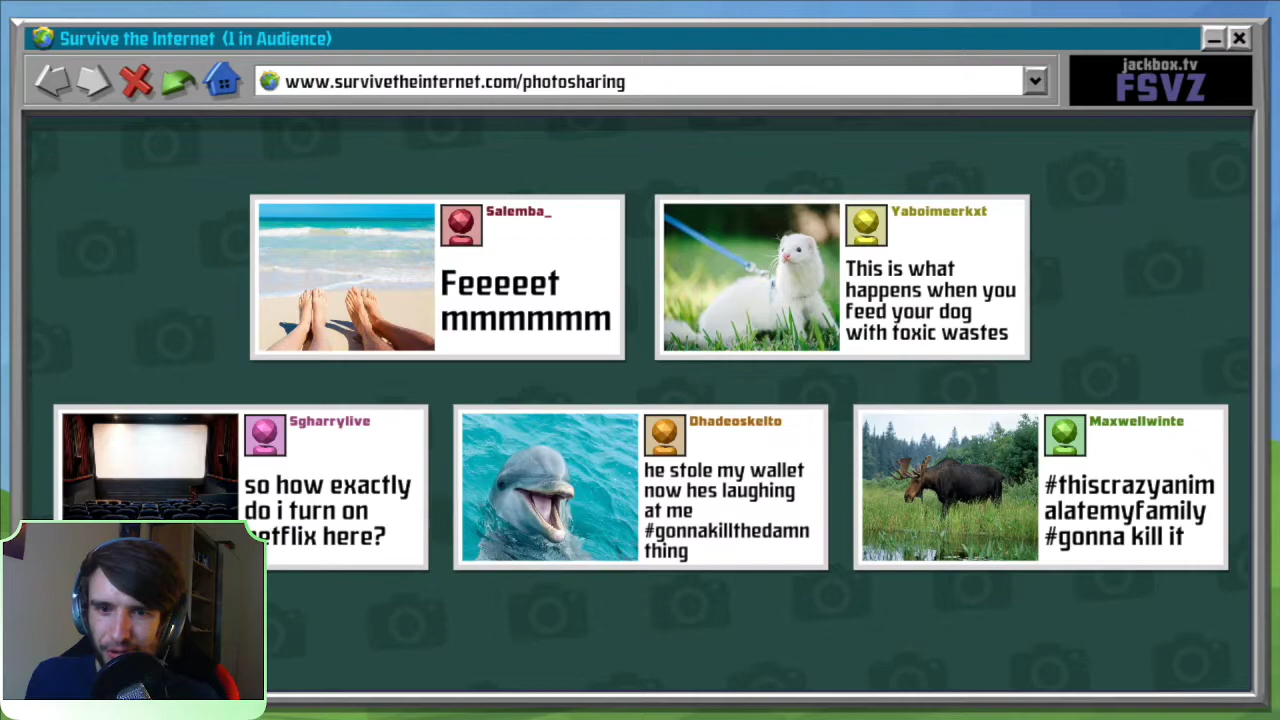 Survive the Internet (1 in Audience)
www.survivetheinternet.com/photosharing
jackbox.tv
FSVZ
Salemba_
Feeeeet
mmmmmm
Yaboimeerkxt
This is what
happens when you
feed your dog
with toxic wastes
Sgharrylive
so how exactly
do i turn on
netflix here?
Dhadeoskelto
he stole my wallet
now hes laughing
at me
#gonnakillthedamn
thing
Maxwellwinte
#thiscrazyanim
alatemyfamily
#gonna kill it